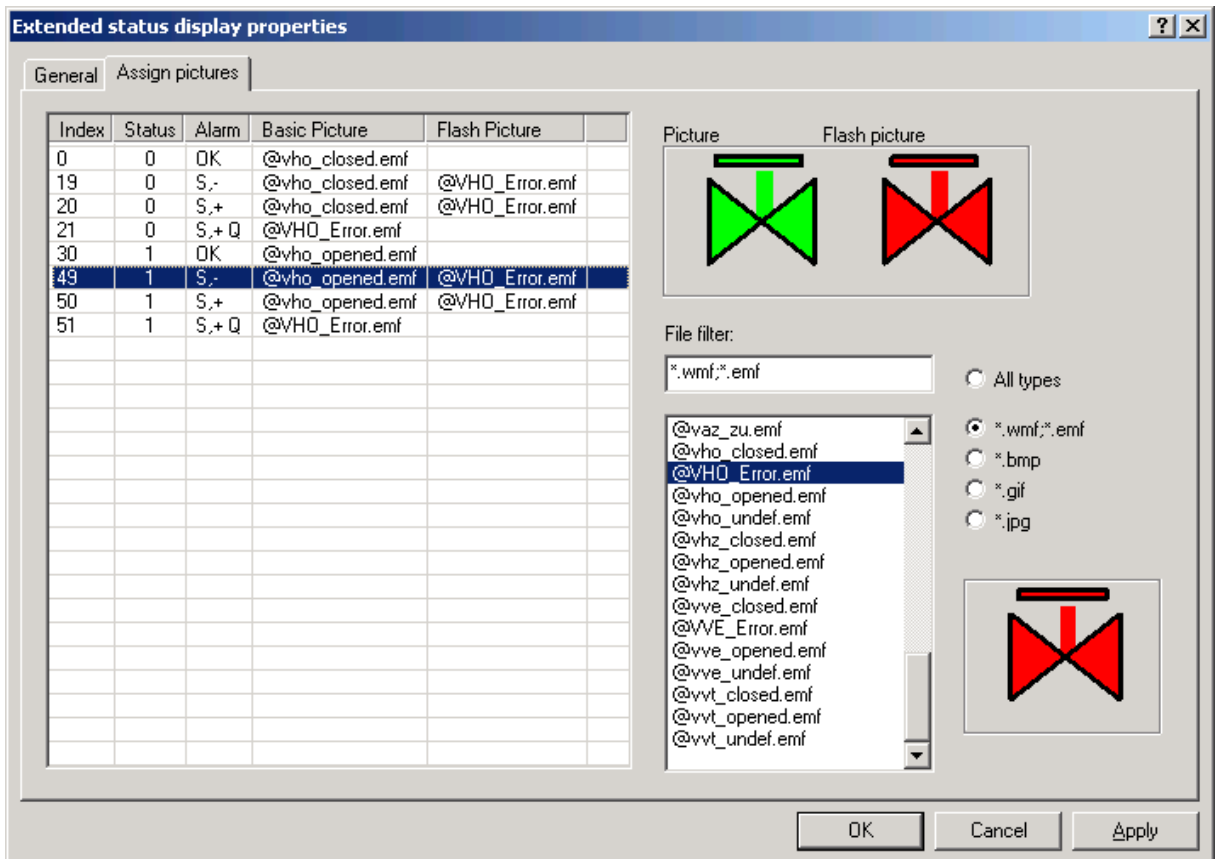 Extended status display properties
General Assign pictures
Index Status Alarm Basic Picture Flash Picture
0 0 OK @vho_closed.emf
19 0 S,- @vho_closed.emf @VHO_Error.emf
20 0 S,+ @vho_closed.emf @VHO_Error.emf
21 0 S,+ Q @VHO_Error.emf
30 1 OK @vho_opened.emf
49 1 S,- @vho_opened.emf @VHO_Error.emf
50 1 S,+ @vho_opened.emf @VHO_Error.emf
51 1 S,+ Q @VHO_Error.emf
Picture Flash picture
File filter:
*.wmf;*.emf
All types
*.wmf;*.emf
*.bmp
*.gif
*.jpg
@vaz_zu.emf
@vho_closed.emf
@VHO_Error.emf
@vho_opened.emf
@vho_undef.emf
@vhz_closed.emf
@vhz_opened.emf
@vhz_undef.emf
@vve_closed.emf
@VVE_Error.emf
@vve_opened.emf
@vve_undef.emf
@vvt_closed.emf
@vvt_opened.emf
@vvt_undef.emf
OK Cancel Apply